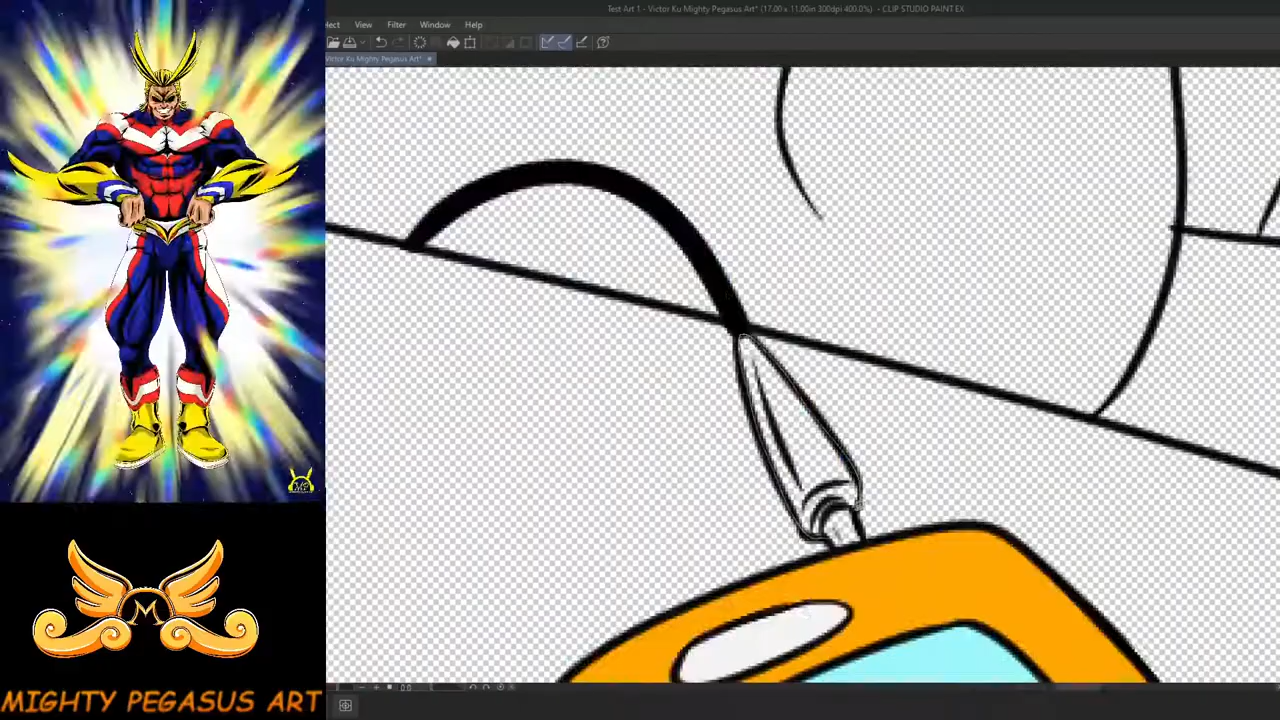 Test Art 1 - Victor Ku Mighty Pegasus Art* (17.00 x 11.00in 300dpi 400.0%) - CLIP STUDIO PAINT EX
lect View Filter Window Help
Victor Ku Mighty Pegasus Art*
M
MIGHTY PEGASUS ART